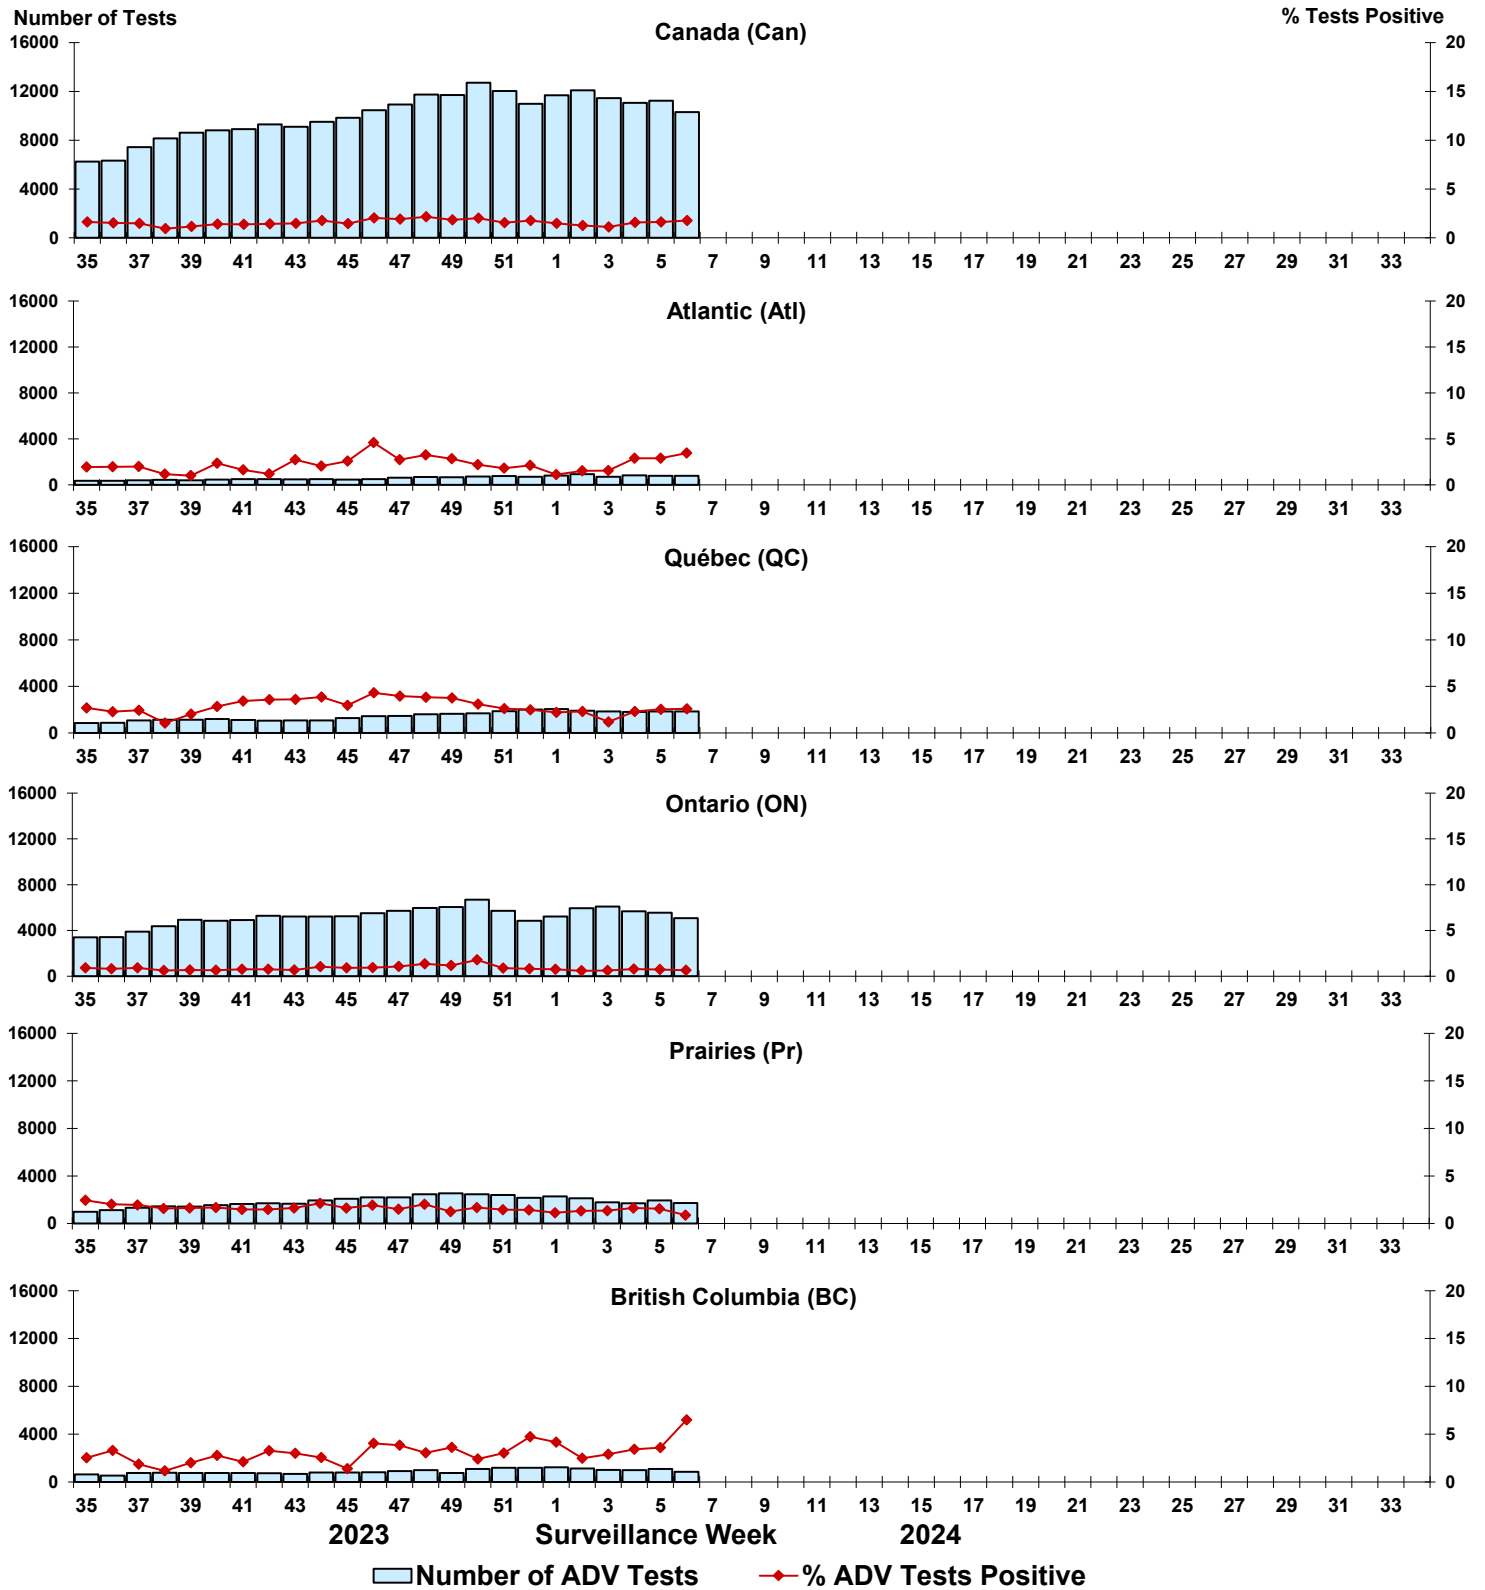 Number of Tests % Tests Positive
Canada (Can)
16000 20
12000 15
8000 10
4000 5
0 0
35 37 39 41 43 45 47 49 51 1 3 5 7 9 11 13 15 17 19 21 23 25 27 29 31 33
Atlantic (Atl)
16000 20
12000 15
8000 10
4000 5
0 0
35 37 39 41 43 45 47 49 51 1 3 5 7 9 11 13 15 17 19 21 23 25 27 29 31 33
Québec (QC)
16000 20
12000 15
8000 10
4000 5
0 0
35 37 39 41 43 45 47 49 51 1 3 5 7 9 11 13 15 17 19 21 23 25 27 29 31 33
Ontario (ON)
16000 20
12000 15
8000 10
4000 5
0 0
35 37 39 41 43 45 47 49 51 1 3 5 7 9 11 13 15 17 19 21 23 25 27 29 31 33
Prairies (Pr)
16000 20
12000 15
8000 10
4000 5
0 0
35 37 39 41 43 45 47 49 51 1 3 5 7 9 11 13 15 17 19 21 23 25 27 29 31 33
British Columbia (BC)
16000 20
12000 15
8000 10
4000 5
0 0
35 37 39 41 43 45 47 49 51 1 3 5 7 9 11 13 15 17 19 21 23 25 27 29 31 33
2023 Surveillance Week 2024
Number of ADV Tests % ADV Tests Positive